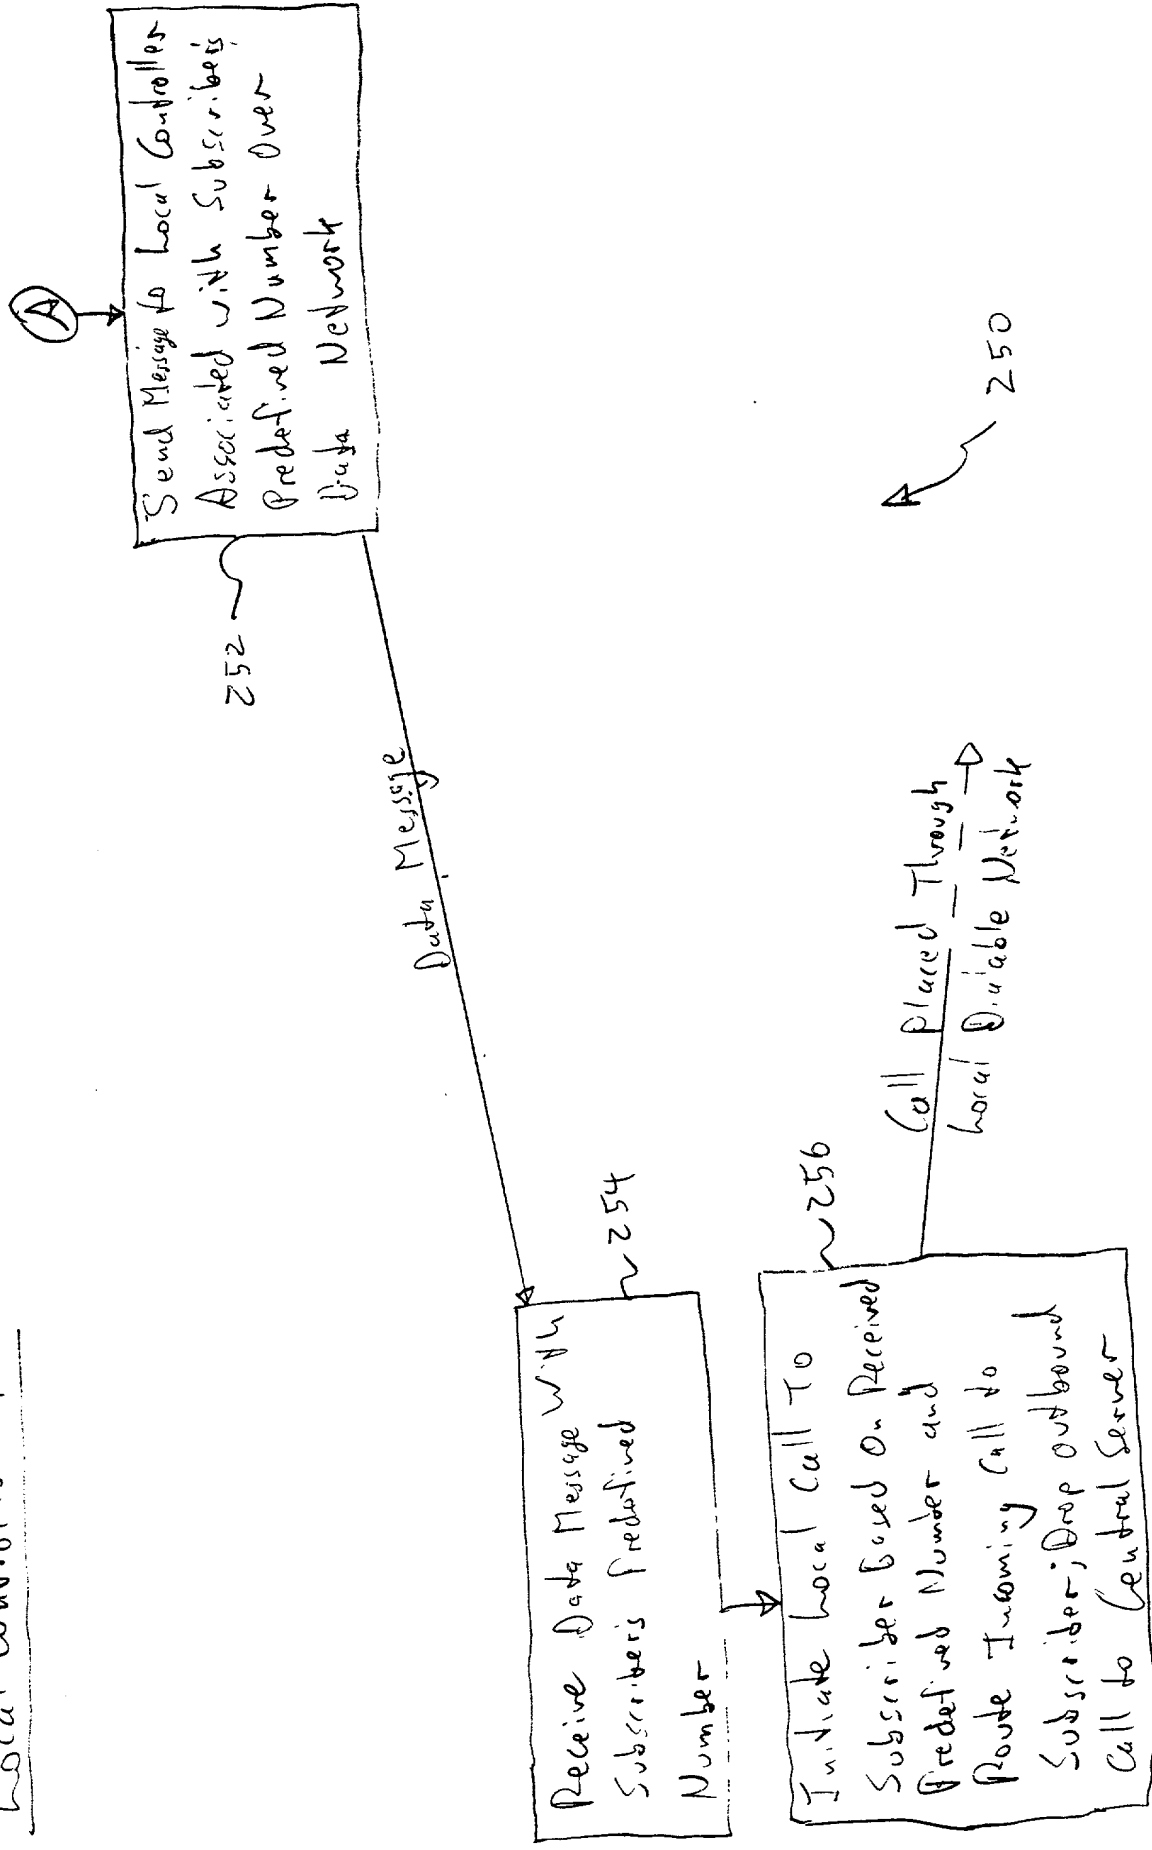 Local
A
Send Message to Local Controller
Associated with Subscriber's
Predefined Number Over
Data Network
252
Data Message
Receive Data Message With
Subscriber's Predefined
Number
254
Initiate Local Call To
Subscriber Based On Received
Predefined Number and
Route Incoming Call to
Subscriber; Drop outbound
Call to Central Server
256
Call Placed Through
Local Dialable Network
250